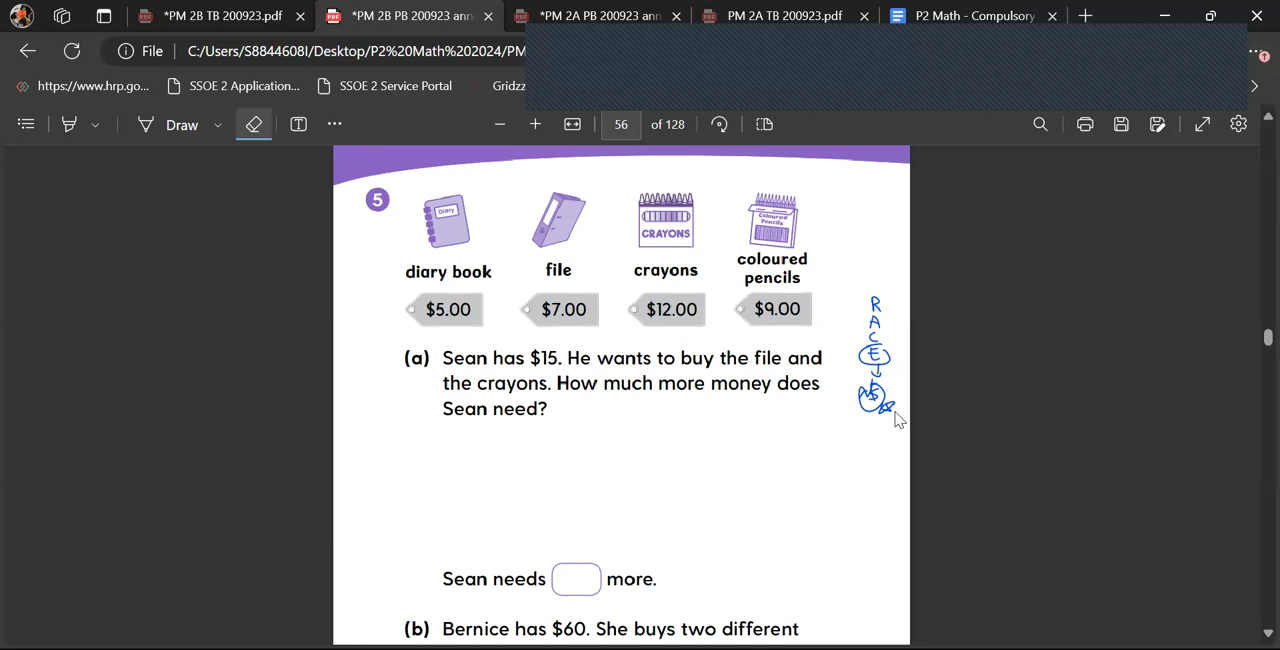 *PM 2B TB 200923.pdf
*PM 2B PB 200923 ann
*PM 2A PB 200923 ann
PM 2A TB 200923.pdf
P2 Math - Compulsory
File
C:/Users/S8844608I/Desktop/P2%20Math%202024/PM
https://www.hrp.go...
SSOE 2 Application...
SSOE 2 Service Portal
Gridzz
Draw
56 of 128
5
Diary
CRAYONS
Coloured
Pencils
diary book
file
crayons
coloured
pencils
$5.00
$7.00
$12.00
$9.00
(a) Sean has $15. He wants to buy the file and
the crayons. How much more money does
Sean need?
R
A
C
E
Sean needs more.
(b) Bernice has $60. She buys two different